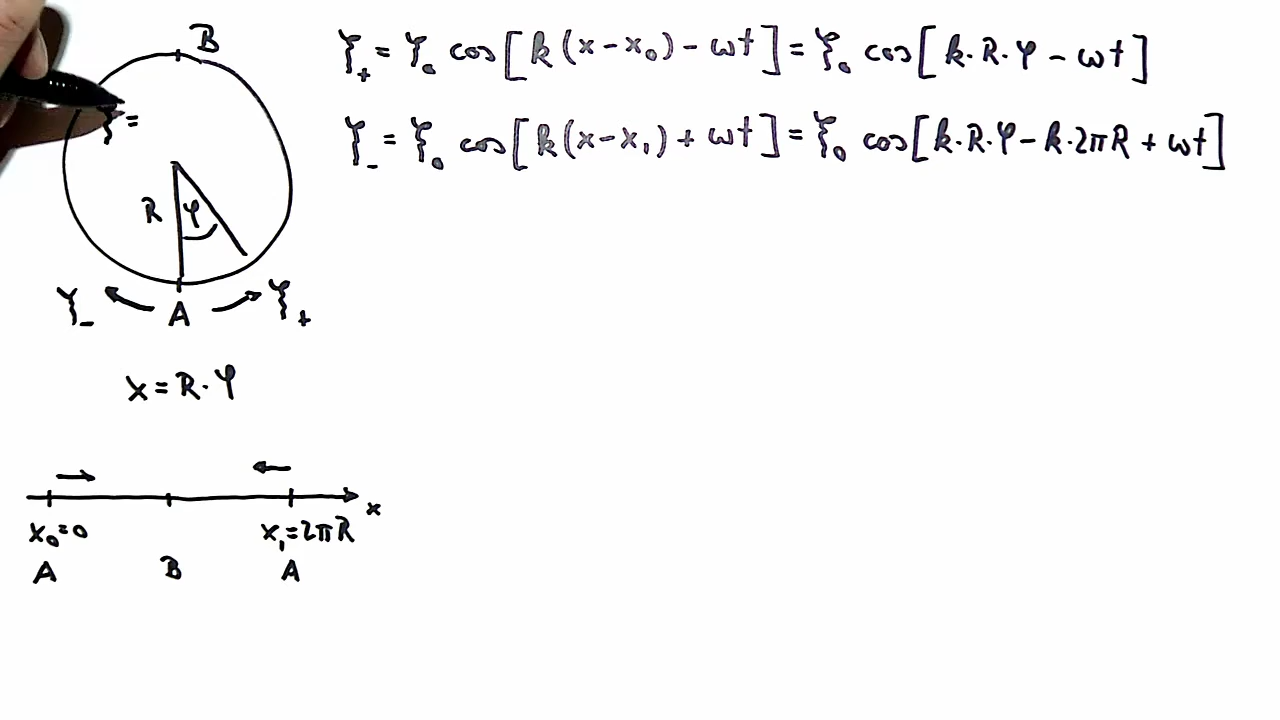 B
ξ₊ = ξ₀ cos[k(x-x₀)-ωt] = ξ₀ cos[k·R·φ-ωt]
ξ =
ξ₋ = ξ₀ cos[k(x-x₁)+ωt] = ξ₀ cos[k·R·φ-k·2πR+ωt]
R φ
ξ₋ A ξ₊
x=R·φ
x
x₀=0 x₁=2πR
A B A